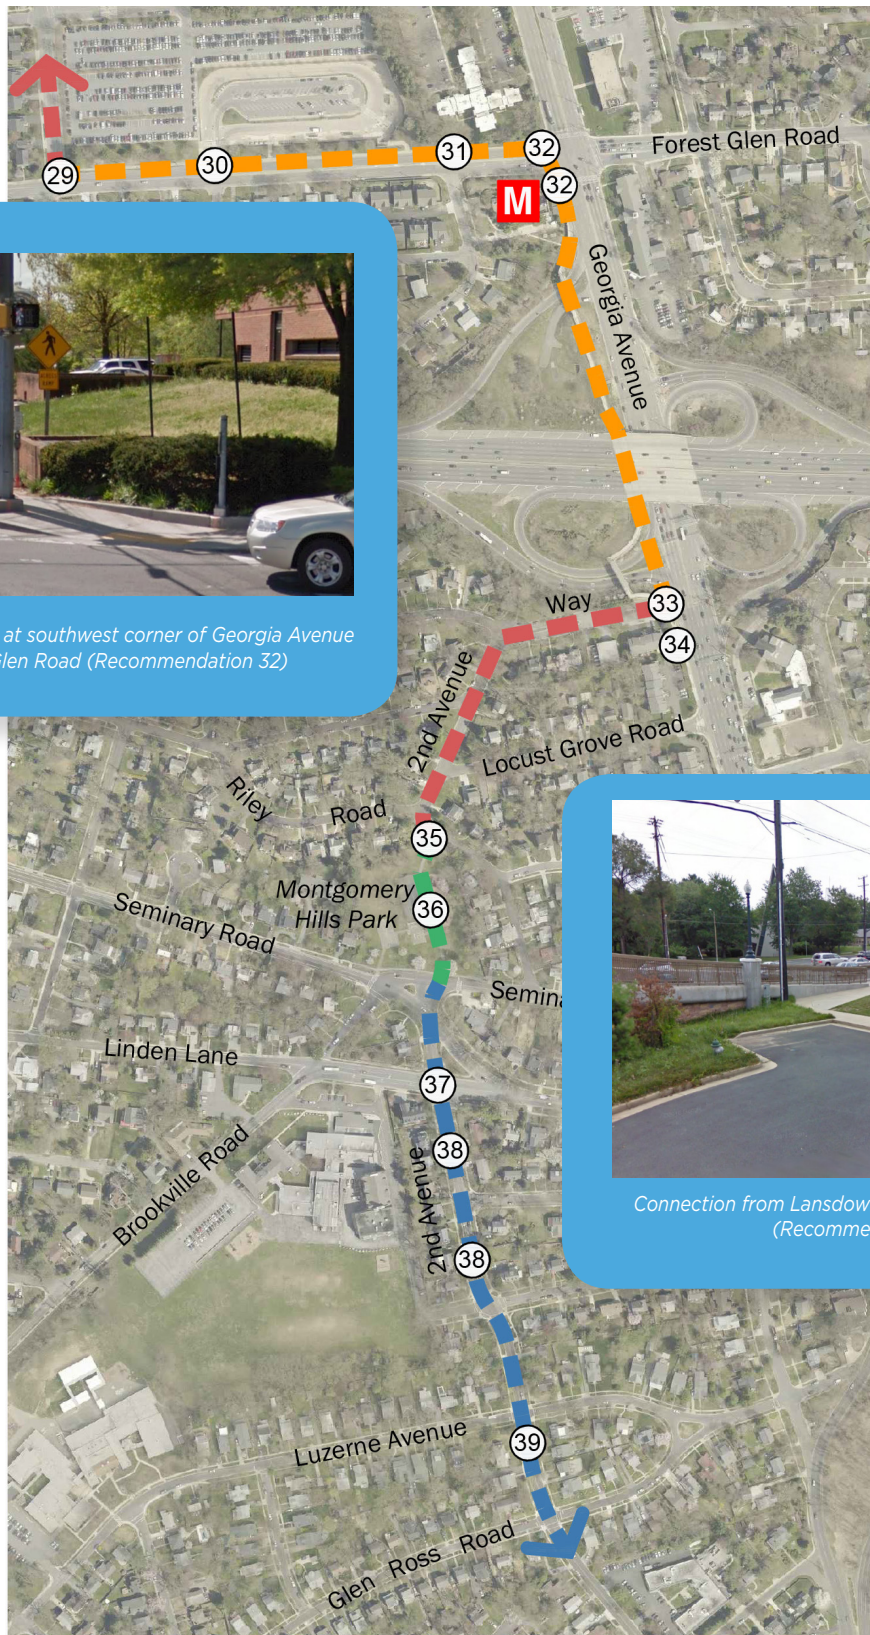 29
30
31
32
Forest Glen Road
32
M
Georgia Avenue
at southwest corner of Georgia Avenue
Glen Road (Recommendation 32)
Way
33
34
2nd Avenue
Locust Grove Road
Riley Road
35
Montgomery
Hills Park
36
Seminary Road
Semina
Linden Lane
37
38
Brookville Road
2nd Avenue
38
Connection from Lansdow
(Recomme
Luzerne Avenue
39
Glen Ross Road